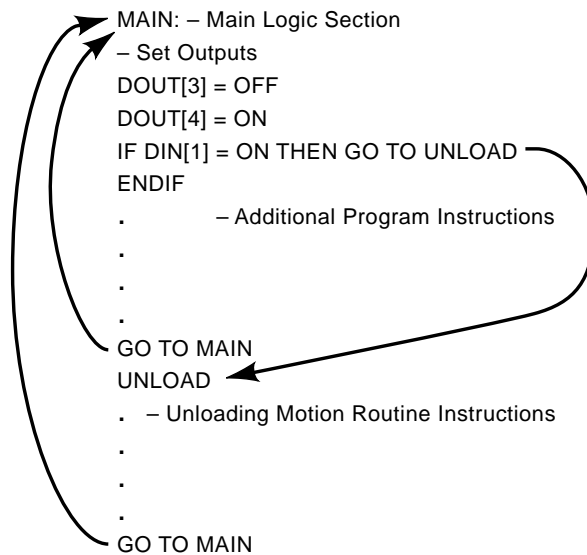 MAIN: – Main Logic Section
– Set Outputs
DOUT[3] = OFF
DOUT[4] = ON
IF DIN[1] = ON THEN GO TO UNLOAD
ENDIF
. – Additional Program Instructions
.
.
.
GO TO MAIN
UNLOAD
. – Unloading Motion Routine Instructions
.
.
.
GO TO MAIN